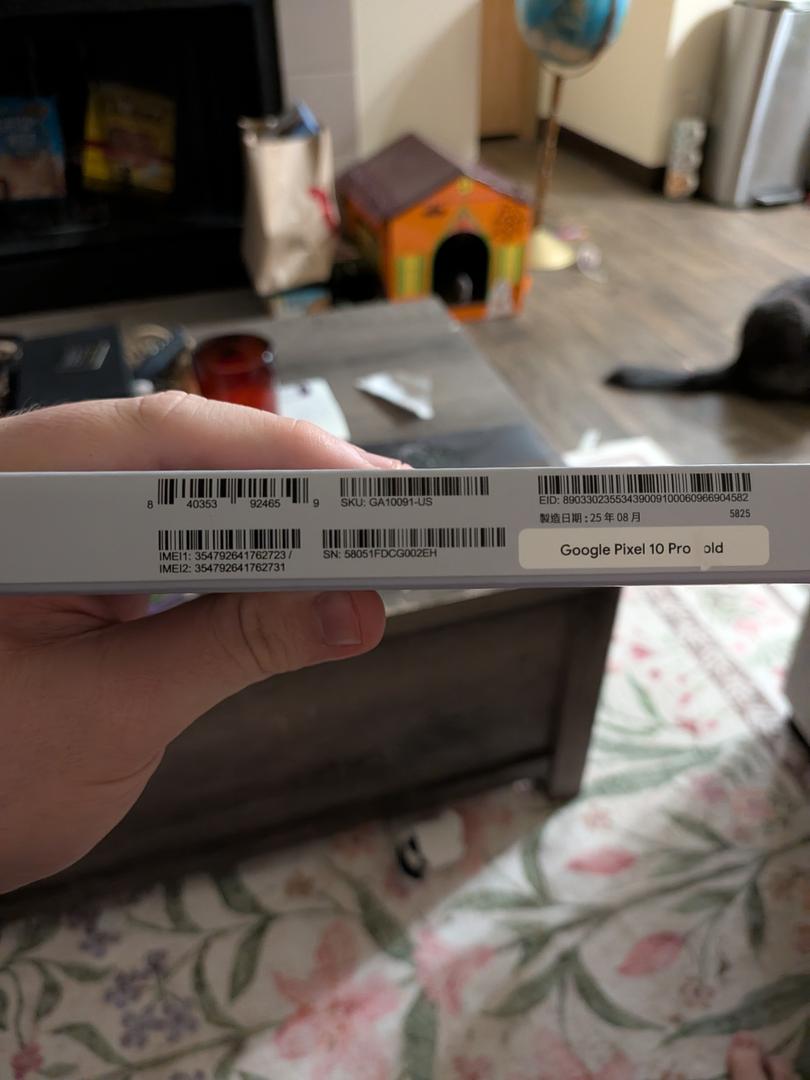 8 40353 92465 9
SKU: GA10091-US
EID: 89033023553439009100060966904582
製造日期 : 25 年 08 月
5825
IMEI1: 354792641762723 /
IMEI2: 354792641762731
SN: 58051FDCG002EH
Google Pixel 10 Pro old